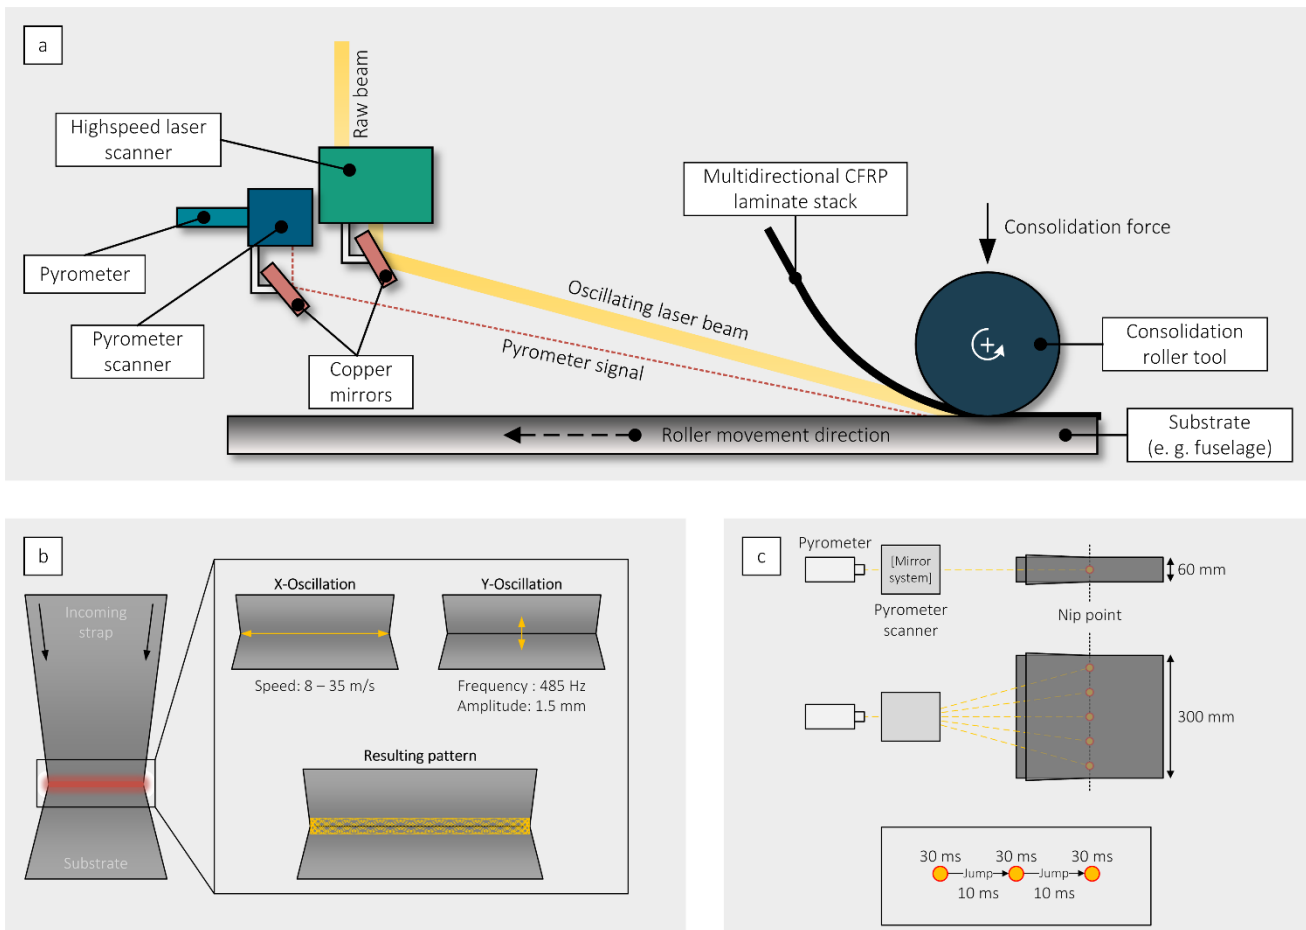 a
Raw beam
Highspeed laser
scanner
Pyrometer
Pyrometer
scanner
Copper
mirrors
Oscillating laser beam
Pyrometer signal
Multidirectional CFRP
laminate stack
Consolidation force
Consolidation
roller tool
Roller movement direction
Substrate
(e. g. fuselage)
b
Incoming
strap
Substrate
X-Oscillation
Speed: 8 – 35 m/s
Y-Oscillation
Frequency : 485 Hz
Amplitude: 1.5 mm
Resulting pattern
c
Pyrometer
[Mirror
system]
Pyrometer
scanner
Nip point
60 mm
300 mm
30 ms
30 ms
30 ms
Jump
Jump
10 ms
10 ms